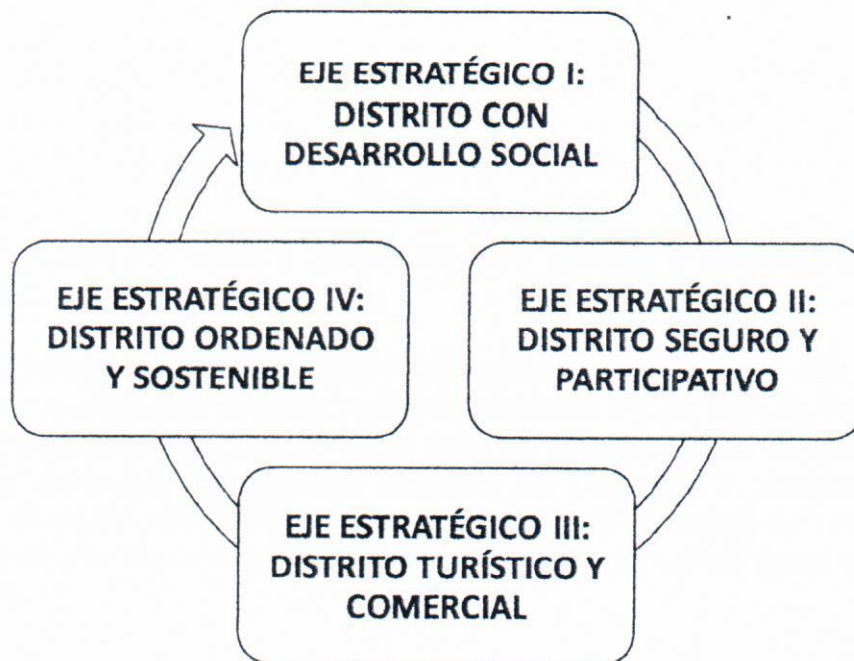 EJE ESTRATÉGICO I:
DISTRITO CON
DESARROLLO SOCIAL
EJE ESTRATÉGICO II:
DISTRITO SEGURO Y
PARTICIPATIVO
EJE ESTRATÉGICO III:
DISTRITO TURÍSTICO Y
COMERCIAL
EJE ESTRATÉGICO IV:
DISTRITO ORDENADO
Y SOSTENIBLE